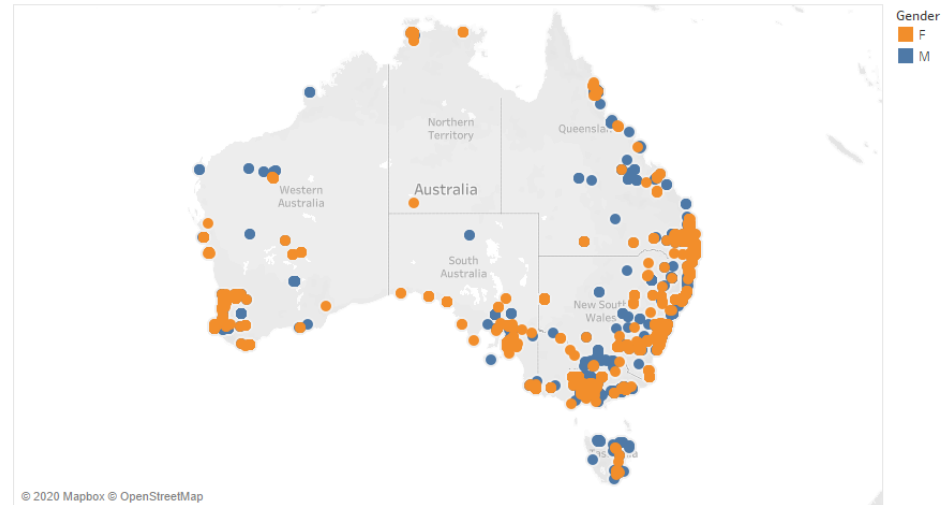 Gender
F
M
Northern
Territory
Queensla
Western
Australia
Australia
South
Australia
New South
Wales
© 2020 Mapbox © OpenStreetMap